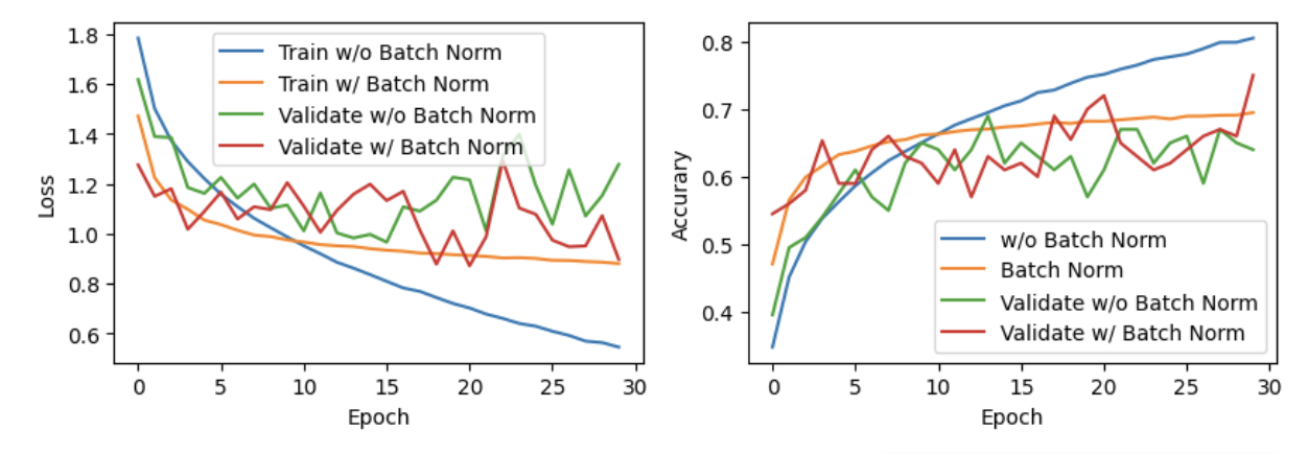 1.8
1.6
1.4
1.2
1.0
0.8
0.6
Loss
0 5 10 15 20 25 30
Epoch
Train w/o Batch Norm
Train w/ Batch Norm
Validate w/o Batch Norm
Validate w/ Batch Norm
0.8
0.7
0.6
0.5
0.4
Accurary
0 5 10 15 20 25 30
Epoch
w/o Batch Norm
Batch Norm
Validate w/o Batch Norm
Validate w/ Batch Norm